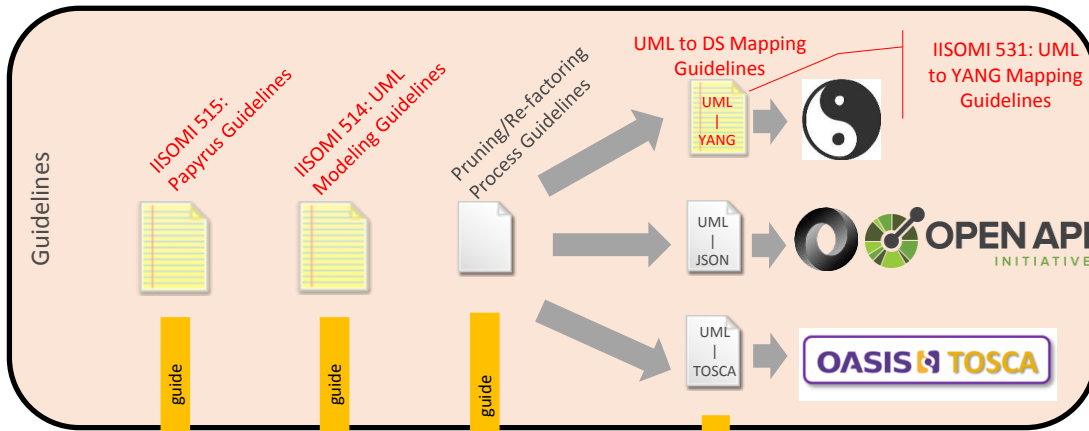 Guidelines
IISOMI 515:
Papyrus Guidelines
IISOMI 514: UML
Modeling Guidelines
Pruning/Re-factoring
Process Guidelines
UML to DS Mapping
Guidelines
IISOMI 531: UML
to YANG Mapping
Guidelines
UML
|
YANG
UML
|
JSON
OPEN API
INITIATIVE
UML
|
TOSCA
OASIS TOSCA
guide
guide
guide